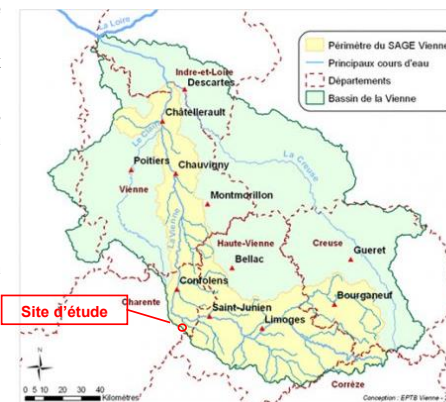 La Loire
Périmètre du SAGE Vienne
Principaux cours d'eau
Départements
Bassin de la Vienne
Indre-et-Loire
Descartes
Châtellerault
Le Clain
La Creuse
Poitiers
Chauvigny
Vienne
Montmorillon
La Vienne
Haute-Vienne
Creuse
Bellac
Gueret
Confolens
Bourganeuf
Charente
Saint-Junien
Site d'étude
Limoges
Corrèze
N
0 5 10 20 30 40
Kilomètres
Conception : EPTB Vienne -